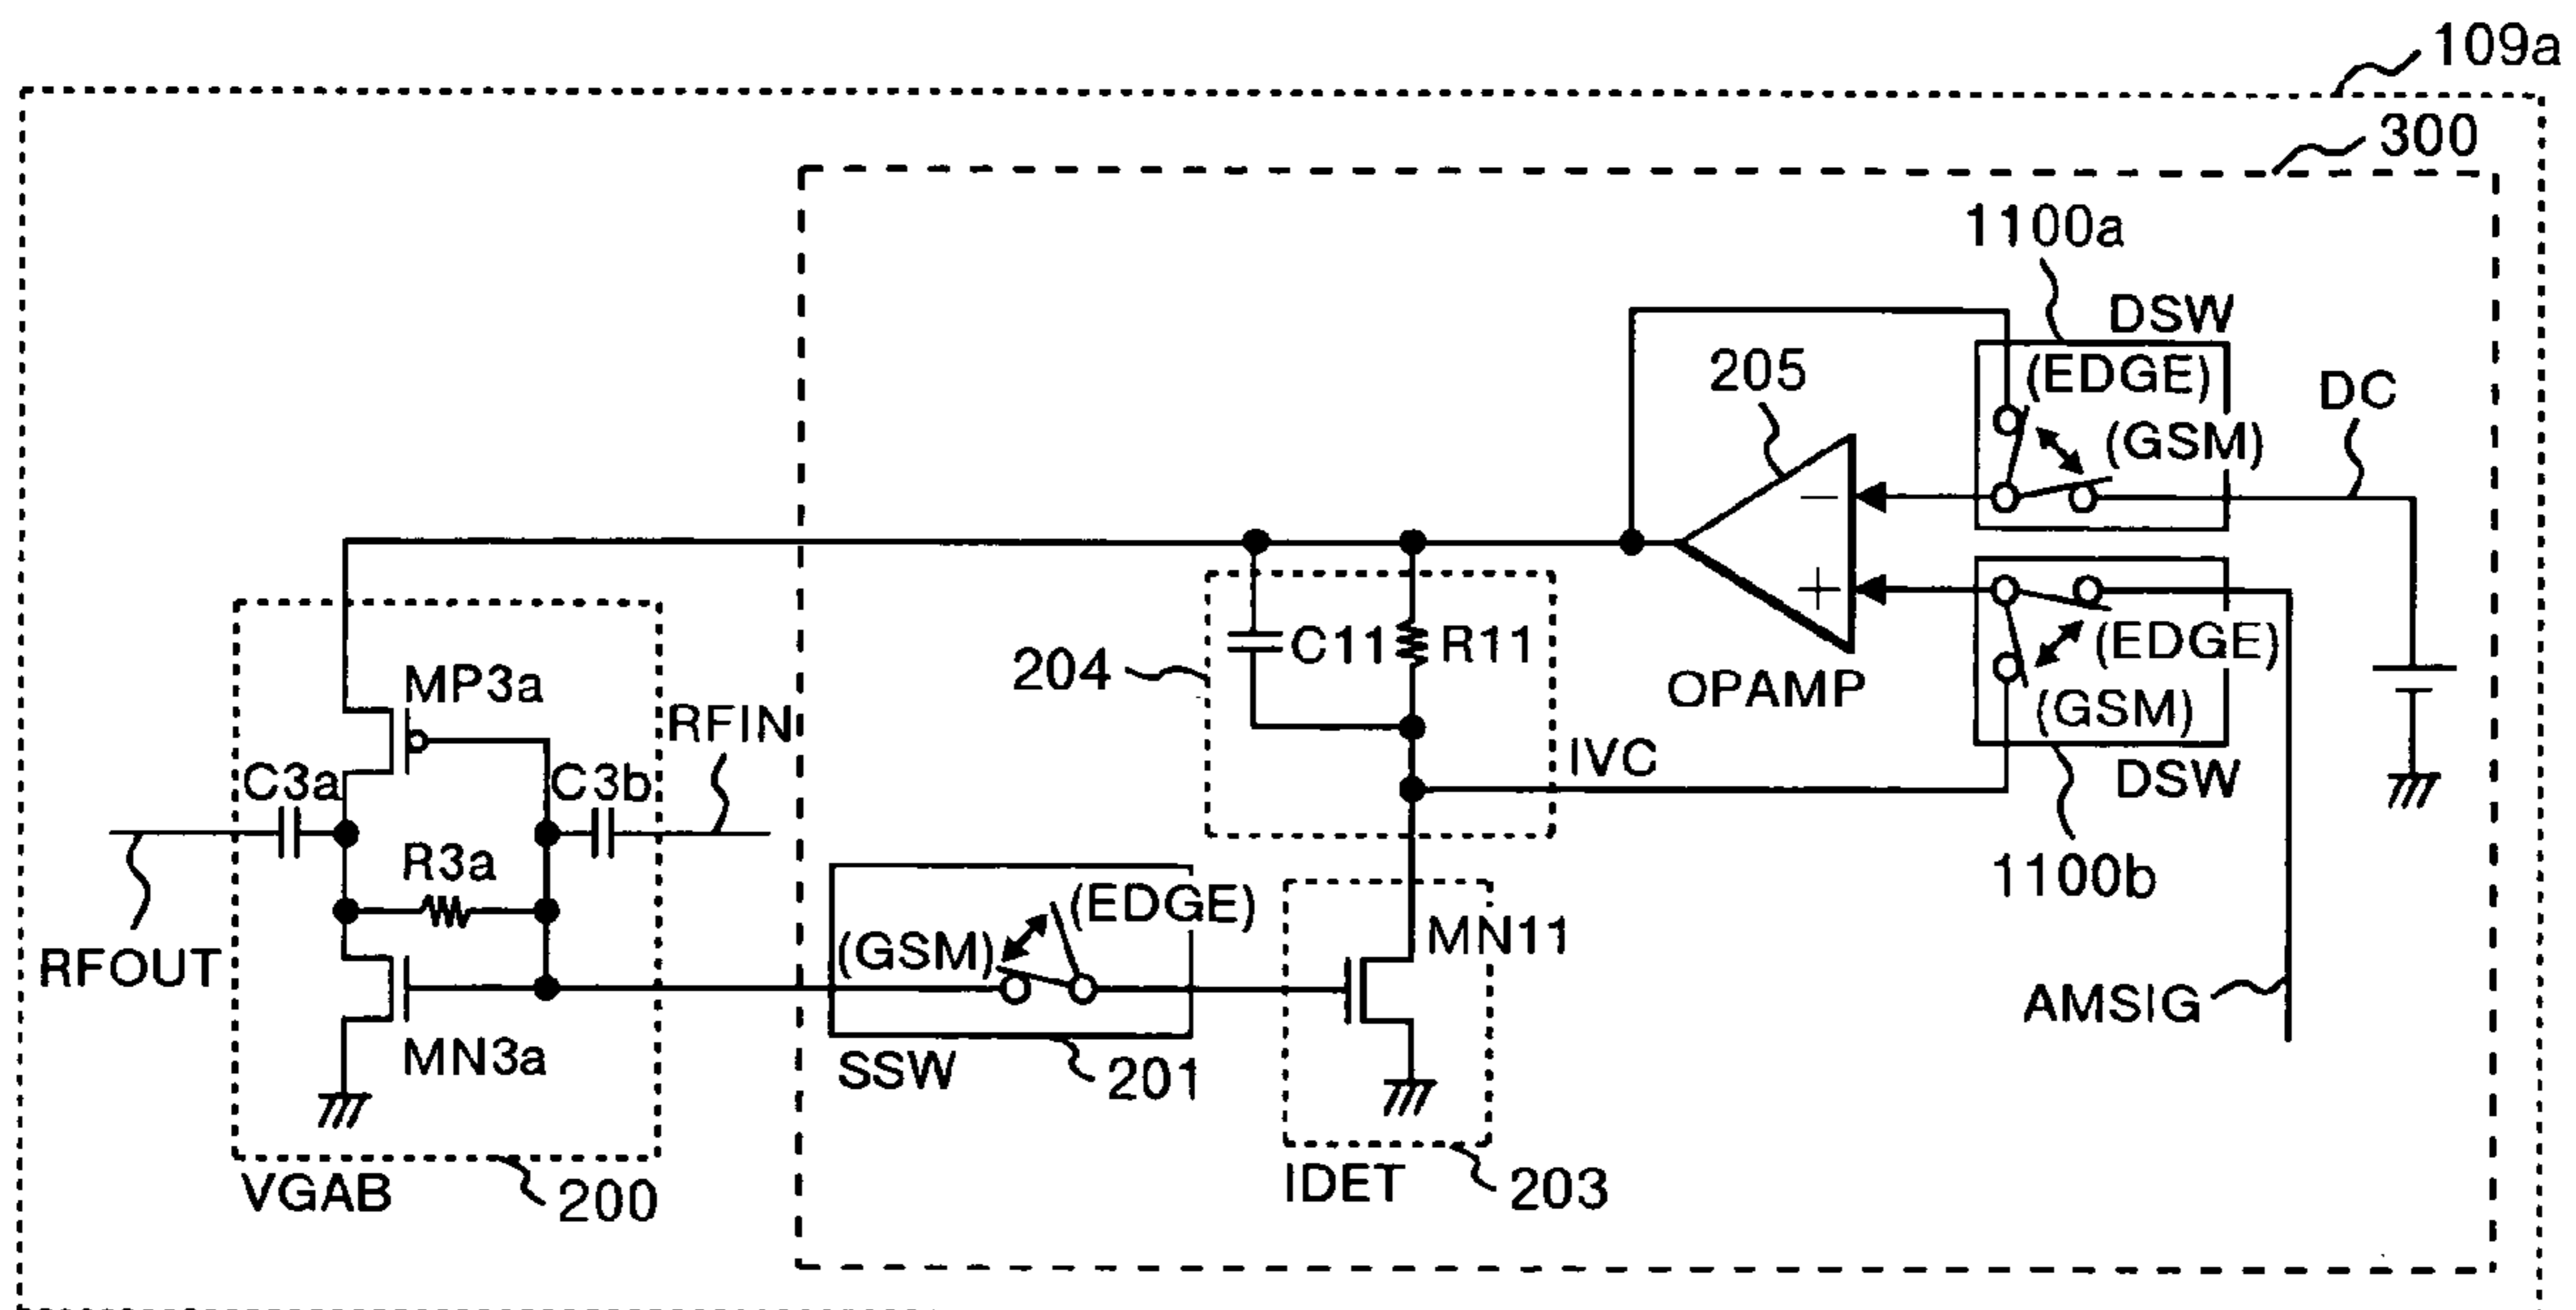 109a
300
1100a
DSW
(EDGE)
205
DC
(GSM)
−
+
C11
R11
204
(EDGE)
OPAMP
MP3a
RFIN
(GSM)
IVC
C3a
C3b
DSW
R3a
1100b
(EDGE)
MN11
(GSM)
RFOUT
AMSIG
MN3a
SSW
201
VGAB
200
IDET
203